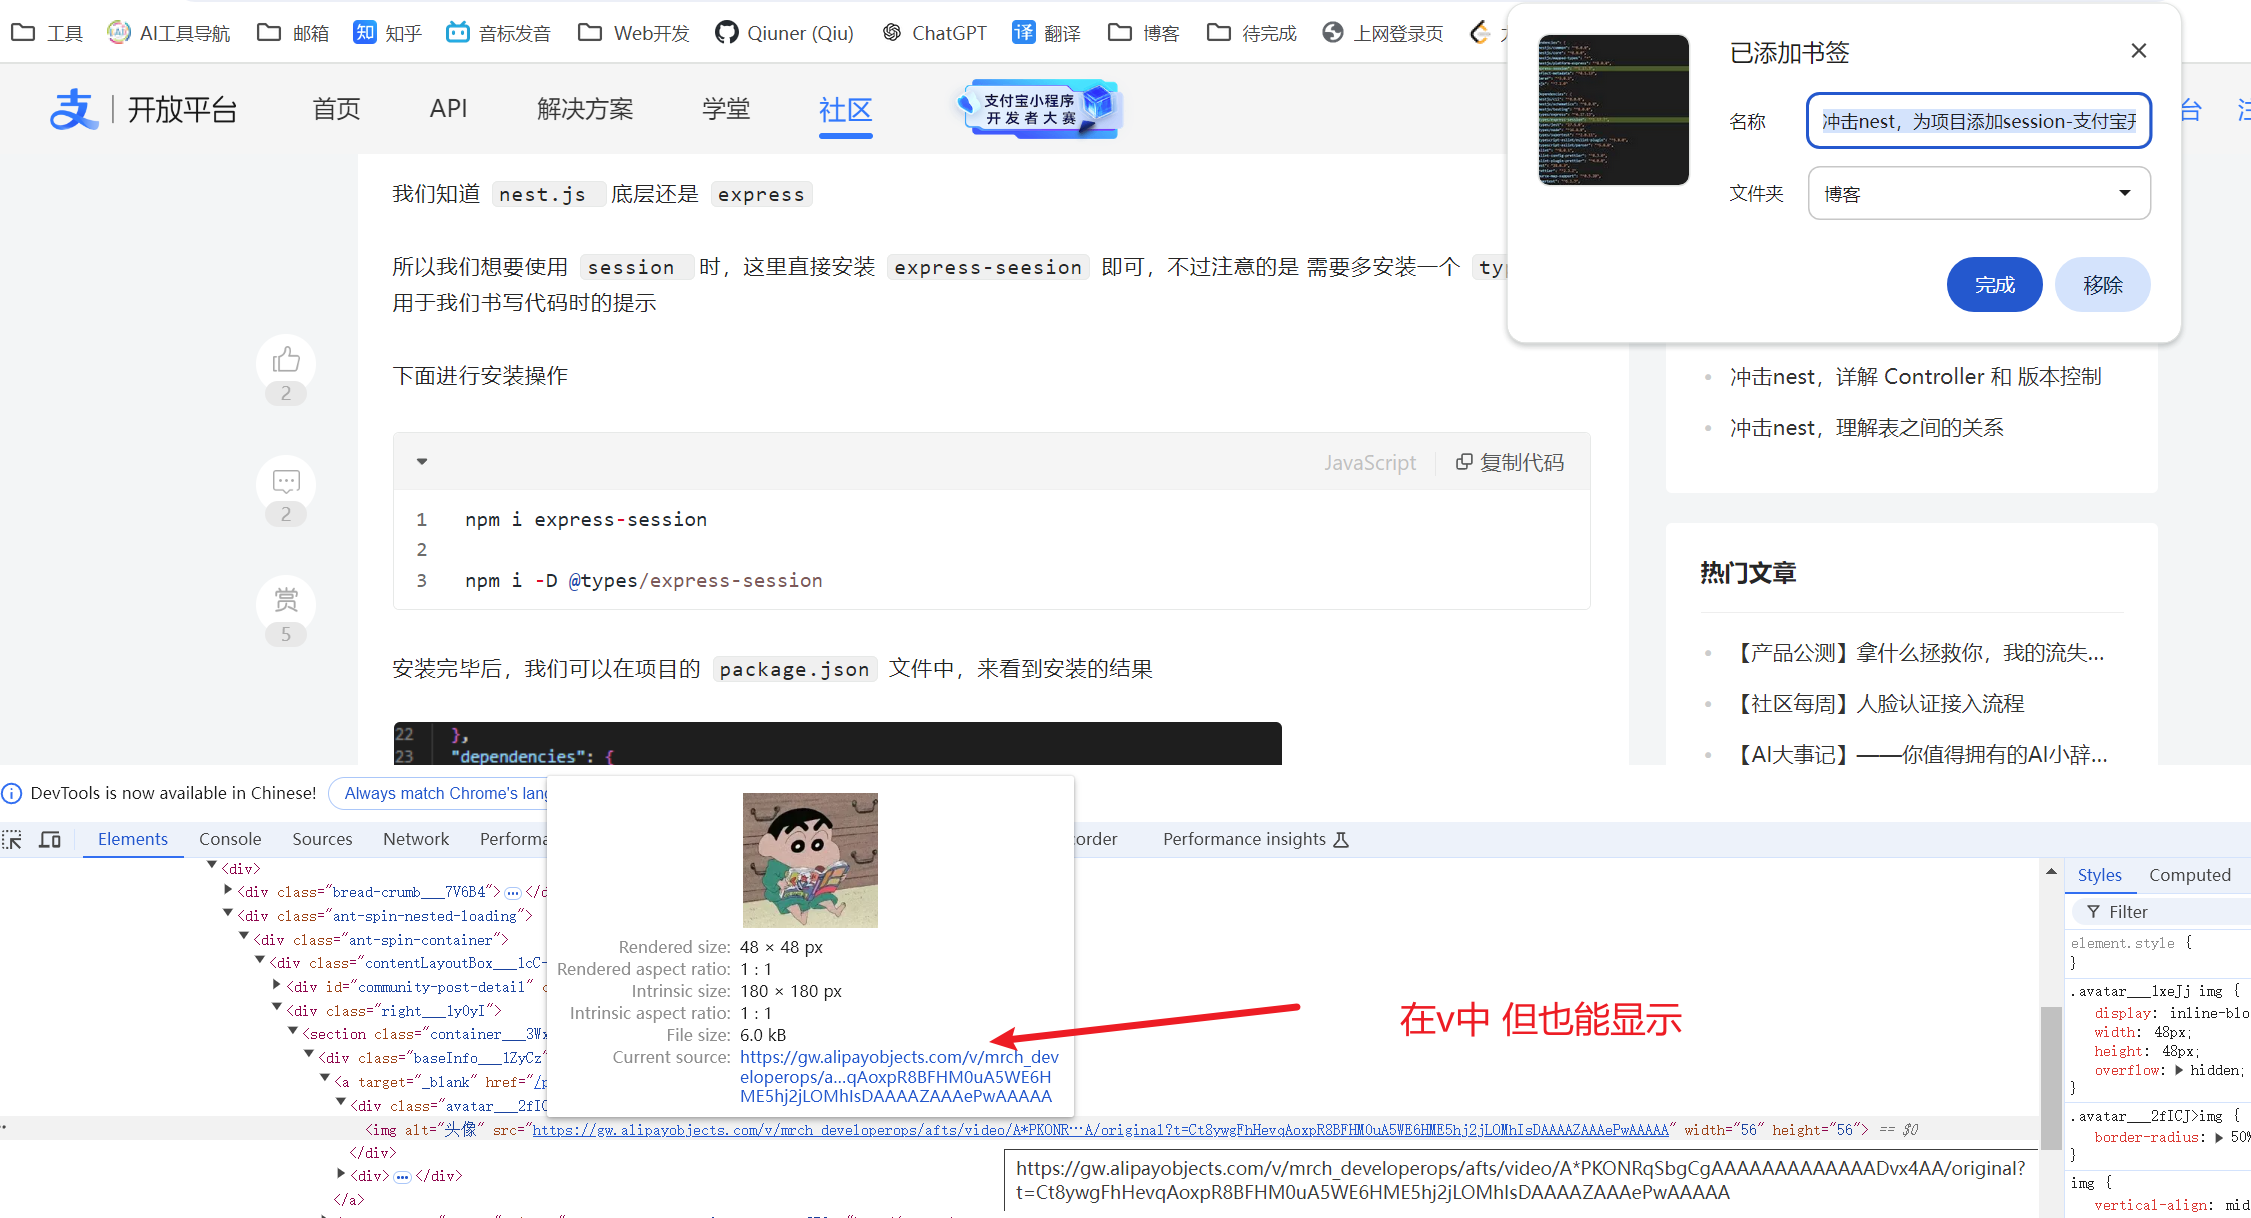 工具 AI工具导航 邮箱 知 知乎 音标发音 Web开发 Qiuner (Qiu) ChatGPT 译 翻译 博客 待完成 上网登录页
已添加书签
名称 冲击nest，为项目添加session-支付宝开
文件夹 博客
完成 移除
支 开放平台 首页 API 解决方案 学堂 社区 支付宝小程序
开发者大赛
我们知道 nest.js 底层还是 express
所以我们想要使用 session 时，这里直接安装 express-seesion 即可，不过注意的是 需要多安装一个 typ
用于我们书写代码时的提示
2
下面进行安装操作
2
JavaScript 复制代码
1 npm i express-session
2
3 npm i -D @types/express-session
赏
5
安装完毕后，我们可以在项目的 package.json 文件中，来看到安装的结果
22 },
23 "dependencies": {
冲击nest，详解 Controller 和 版本控制
冲击nest，理解表之间的关系
热门文章
【产品公测】拿什么拯救你，我的流失...
【社区每周】人脸认证接入流程
【AI大事记】——你值得拥有的AI小辞...
DevTools is now available in Chinese! Always match Chrome's lang
Elements Console Sources Network Performa order Performance insights
<div>
<div class="bread-crumb___7V6B4"> </d
<div class="ant-spin-nested-loading">
<div class="ant-spin-container">
<div class="contentLayoutBox___1cC-
<div id="community-post-detail" c
<div class="right___1yOyI">
<section class="container___3Wx
<div class="baseInfo___1ZyCz"
<a target="_blank" href="/p
<div class="avatar___2fIC
<img alt="头像" src="https://gw.alipayobjects.com/v/mrch_developerops/afts/video/A*PKONR…A/original?t=Ct8ywgFhHevqAoxpR8BFHM0uA5WE6HME5hj2jLOMhIsDAAAAZAAAePwAAAAA" width="56" height="56"> == $0
</div>
<div> </div>
</a>
Rendered size: 48 × 48 px
Rendered aspect ratio: 1 : 1
Intrinsic size: 180 × 180 px
Intrinsic aspect ratio: 1 : 1
File size: 6.0 kB
Current source: https://gw.alipayobjects.com/v/mrch_dev
eloperops/a...qAoxpR8BFHM0uA5WE6H
ME5hj2jLOMhIsDAAAAZAAAePwAAAAA
在v中 但也能显示
https://gw.alipayobjects.com/v/mrch_developerops/afts/video/A*PKONRqSbgCgAAAAAAAAAAAAADvx4AA/original?
t=Ct8ywgFhHevqAoxpR8BFHM0uA5WE6HME5hj2jLOMhIsDAAAAZAAAePwAAAAA
Styles Computed
Filter
element.style {
}
.avatar___1xeJj img {
display: inline-blo
width: 48px;
height: 48px;
overflow: hidden;
}
.avatar___2fICJ>img {
border-radius: 50%
}
img {
vertical-align: mid